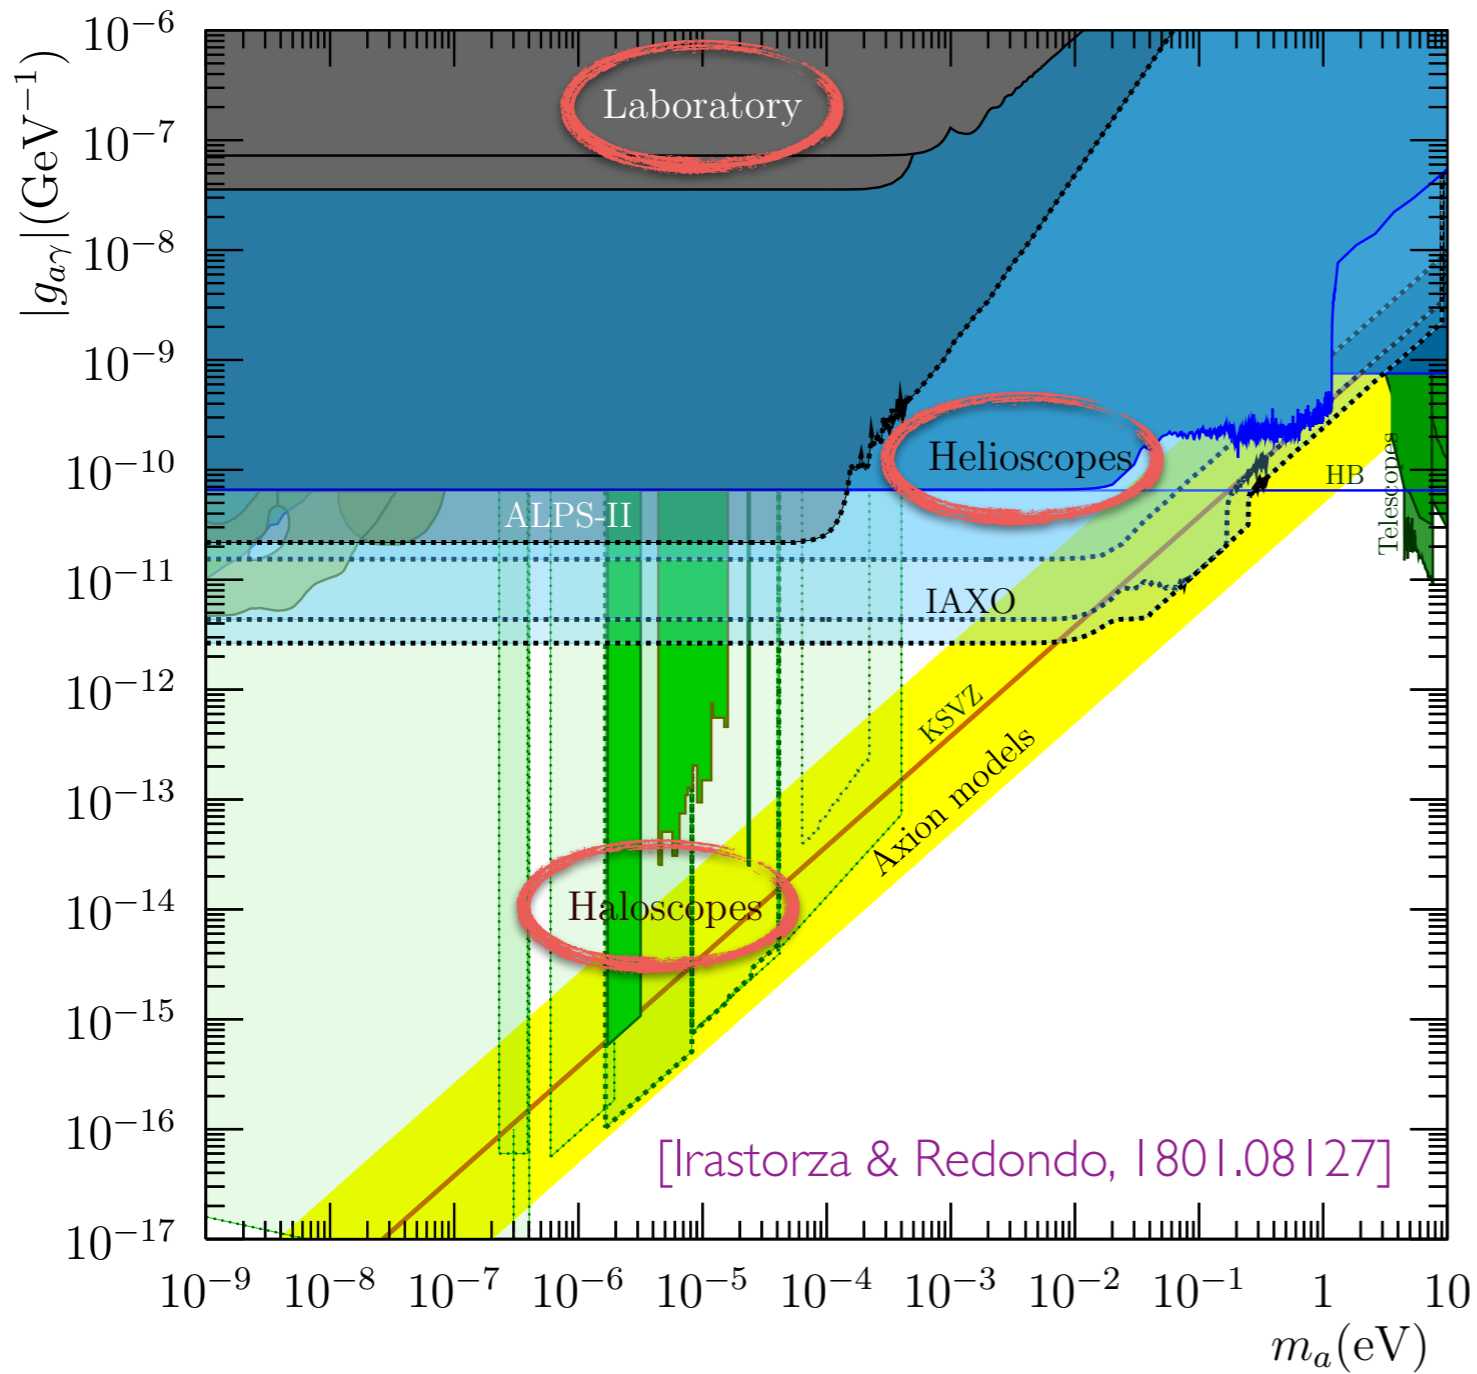 |g_{aγ}|(GeV⁻¹)
10⁻⁶
10⁻⁷
10⁻⁸
10⁻⁹
10⁻¹⁰
10⁻¹¹
10⁻¹²
10⁻¹³
10⁻¹⁴
10⁻¹⁵
10⁻¹⁶
10⁻¹⁷
Laboratory
Helioscopes
HB
Telescopes
ALPS-II
IAXO
KSVZ
Axion models
Haloscopes
[Irastorza & Redondo, 1801.08127]
10⁻⁹ 10⁻⁸ 10⁻⁷ 10⁻⁶ 10⁻⁵ 10⁻⁴ 10⁻³ 10⁻² 10⁻¹ 1 10
mₐ(eV)